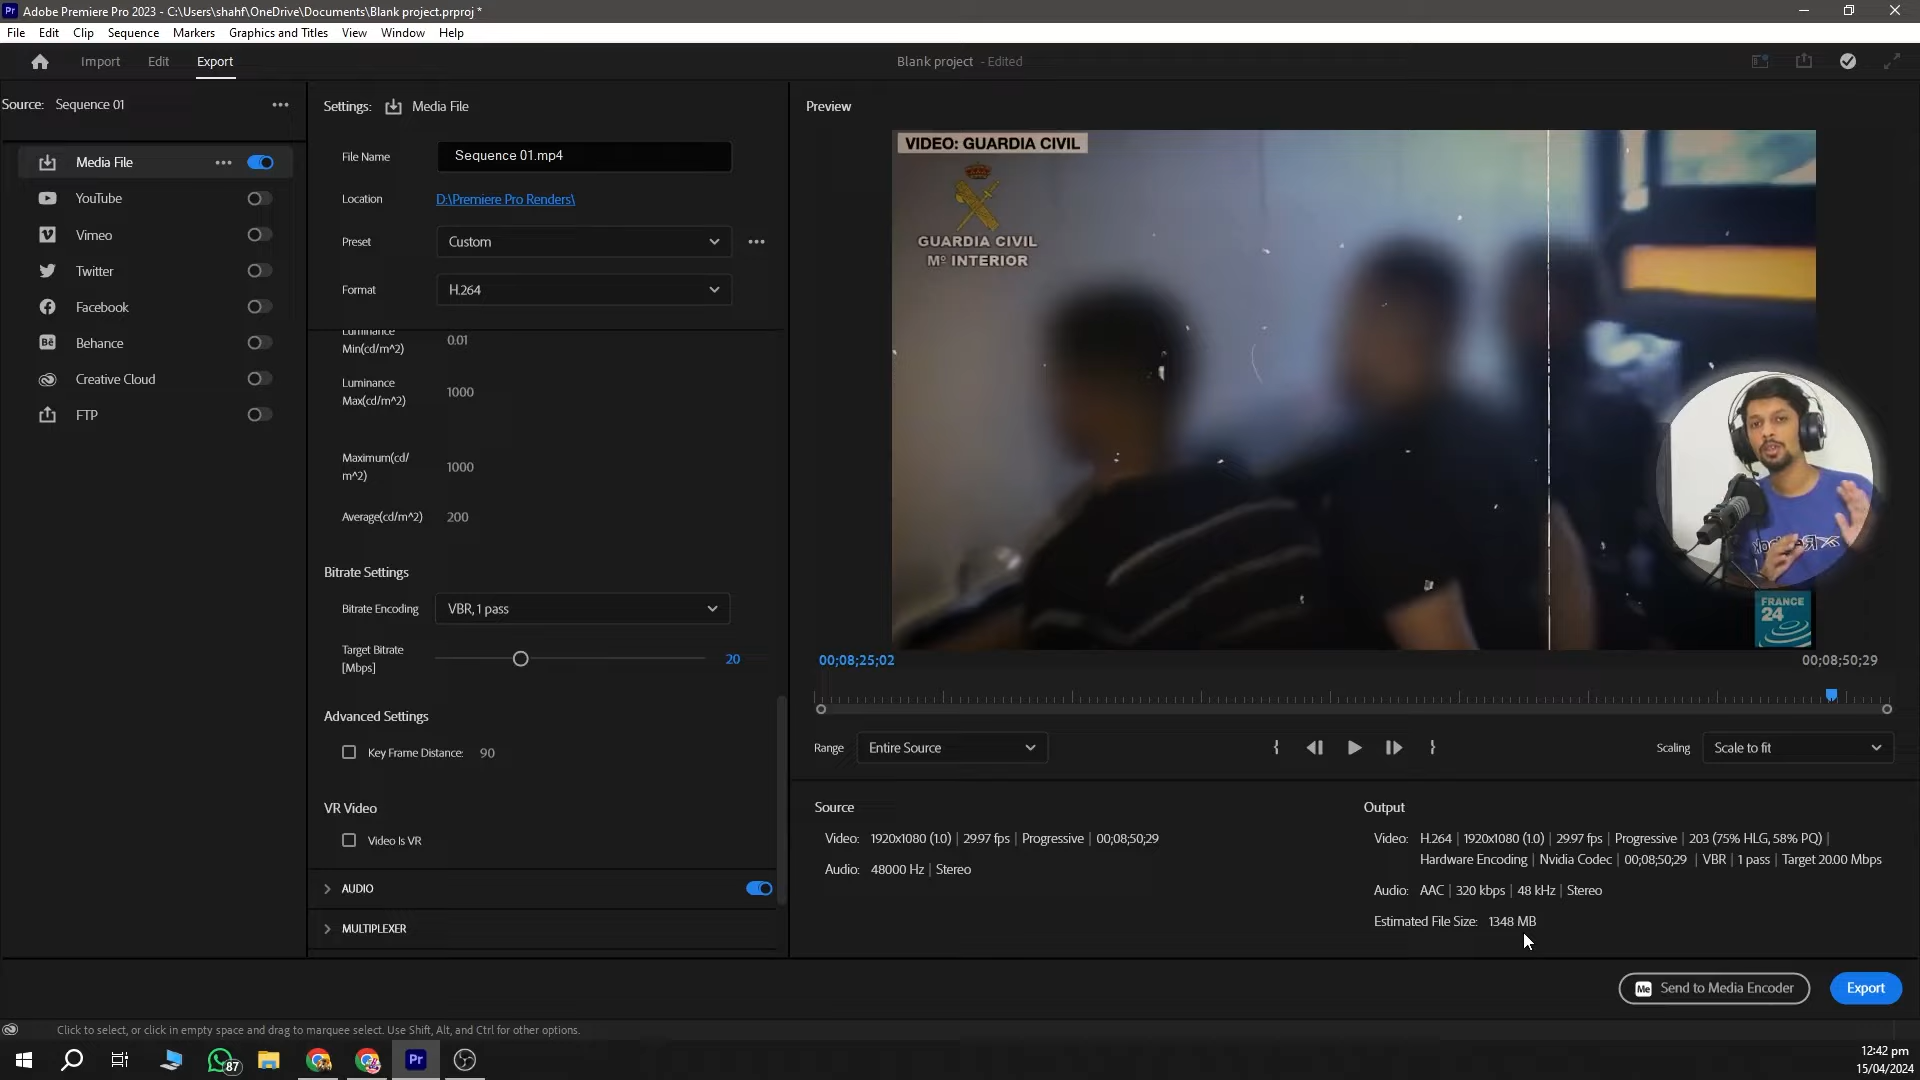 Adobe Premiere Pro 2023 - C:\Users\shahf\OneDrive\Documents\Blank project.prproj *
File Edit Clip Sequence Markers Graphics and Titles View Window Help
Import Edit Export
Blank project - Edited
Source: Sequence 01
Media File
YouTube
Vimeo
Twitter
Facebook
Behance
Creative Cloud
FTP
Settings: Media File
File Name Sequence 01.mp4
Location D:\Premiere Pro Renders\
Preset Custom
Format H.264
Luminance
Min(cd/m^2) 0.01
Luminance
Max(cd/m^2) 1000
Maximum(cd/
m^2) 1000
Average(cd/m^2) 200
Bitrate Settings
Bitrate Encoding VBR, 1 pass
Target Bitrate
[Mbps] 20
Advanced Settings
Key Frame Distance: 90
VR Video
Video Is VR
AUDIO
MULTIPLEXER
Preview
VIDEO: GUARDIA CIVIL
GUARDIA CIVIL
Mº INTERIOR
FRANCE
24
00;08;25;02 00;08;50;29
Range Entire Source
Scaling Scale to fit
Source
Video: 1920x1080 (1.0) | 29.97 fps | Progressive | 00;08;50;29
Audio: 48000 Hz | Stereo
Output
Video: H.264 | 1920x1080 (1.0) | 29.97 fps | Progressive | 203 (75% HLG, 58% PQ) |
Hardware Encoding | Nvidia Codec | 00;08;50;29 | VBR | 1 pass | Target 20.00 Mbps
Audio: AAC | 320 kbps | 48 kHz | Stereo
Estimated File Size: 1348 MB
Me Send to Media Encoder
Export
Click to select, or click in empty space and drag to marquee select. Use Shift, Alt, and Ctrl for other options.
87
Pr
12:42 pm
15/04/2024